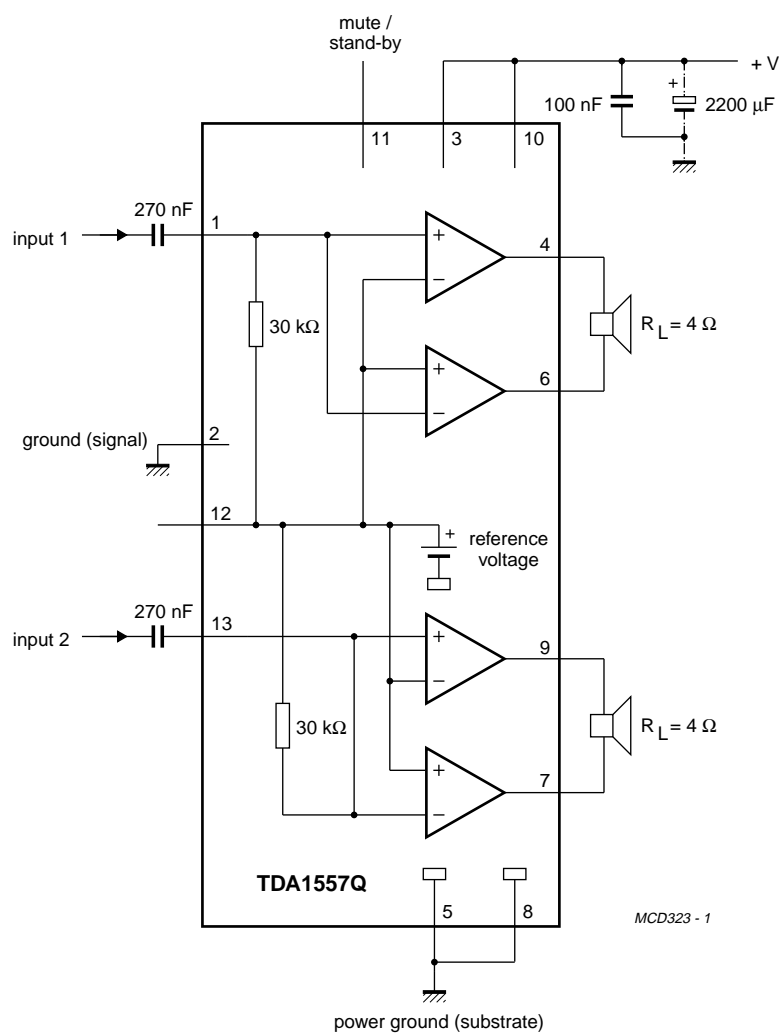 mute /
stand-by
+ V
100 nF
2200 µF
11
3
10
270 nF
1
input 1
+
−
4
30 kΩ
R L = 4 Ω
+
−
6
ground (signal)
2
12
+
reference
voltage
270 nF
13
input 2
+
−
9
30 kΩ
R L = 4 Ω
+
−
7
TDA1557Q
5
8
MCD323 - 1
power ground (substrate)
+